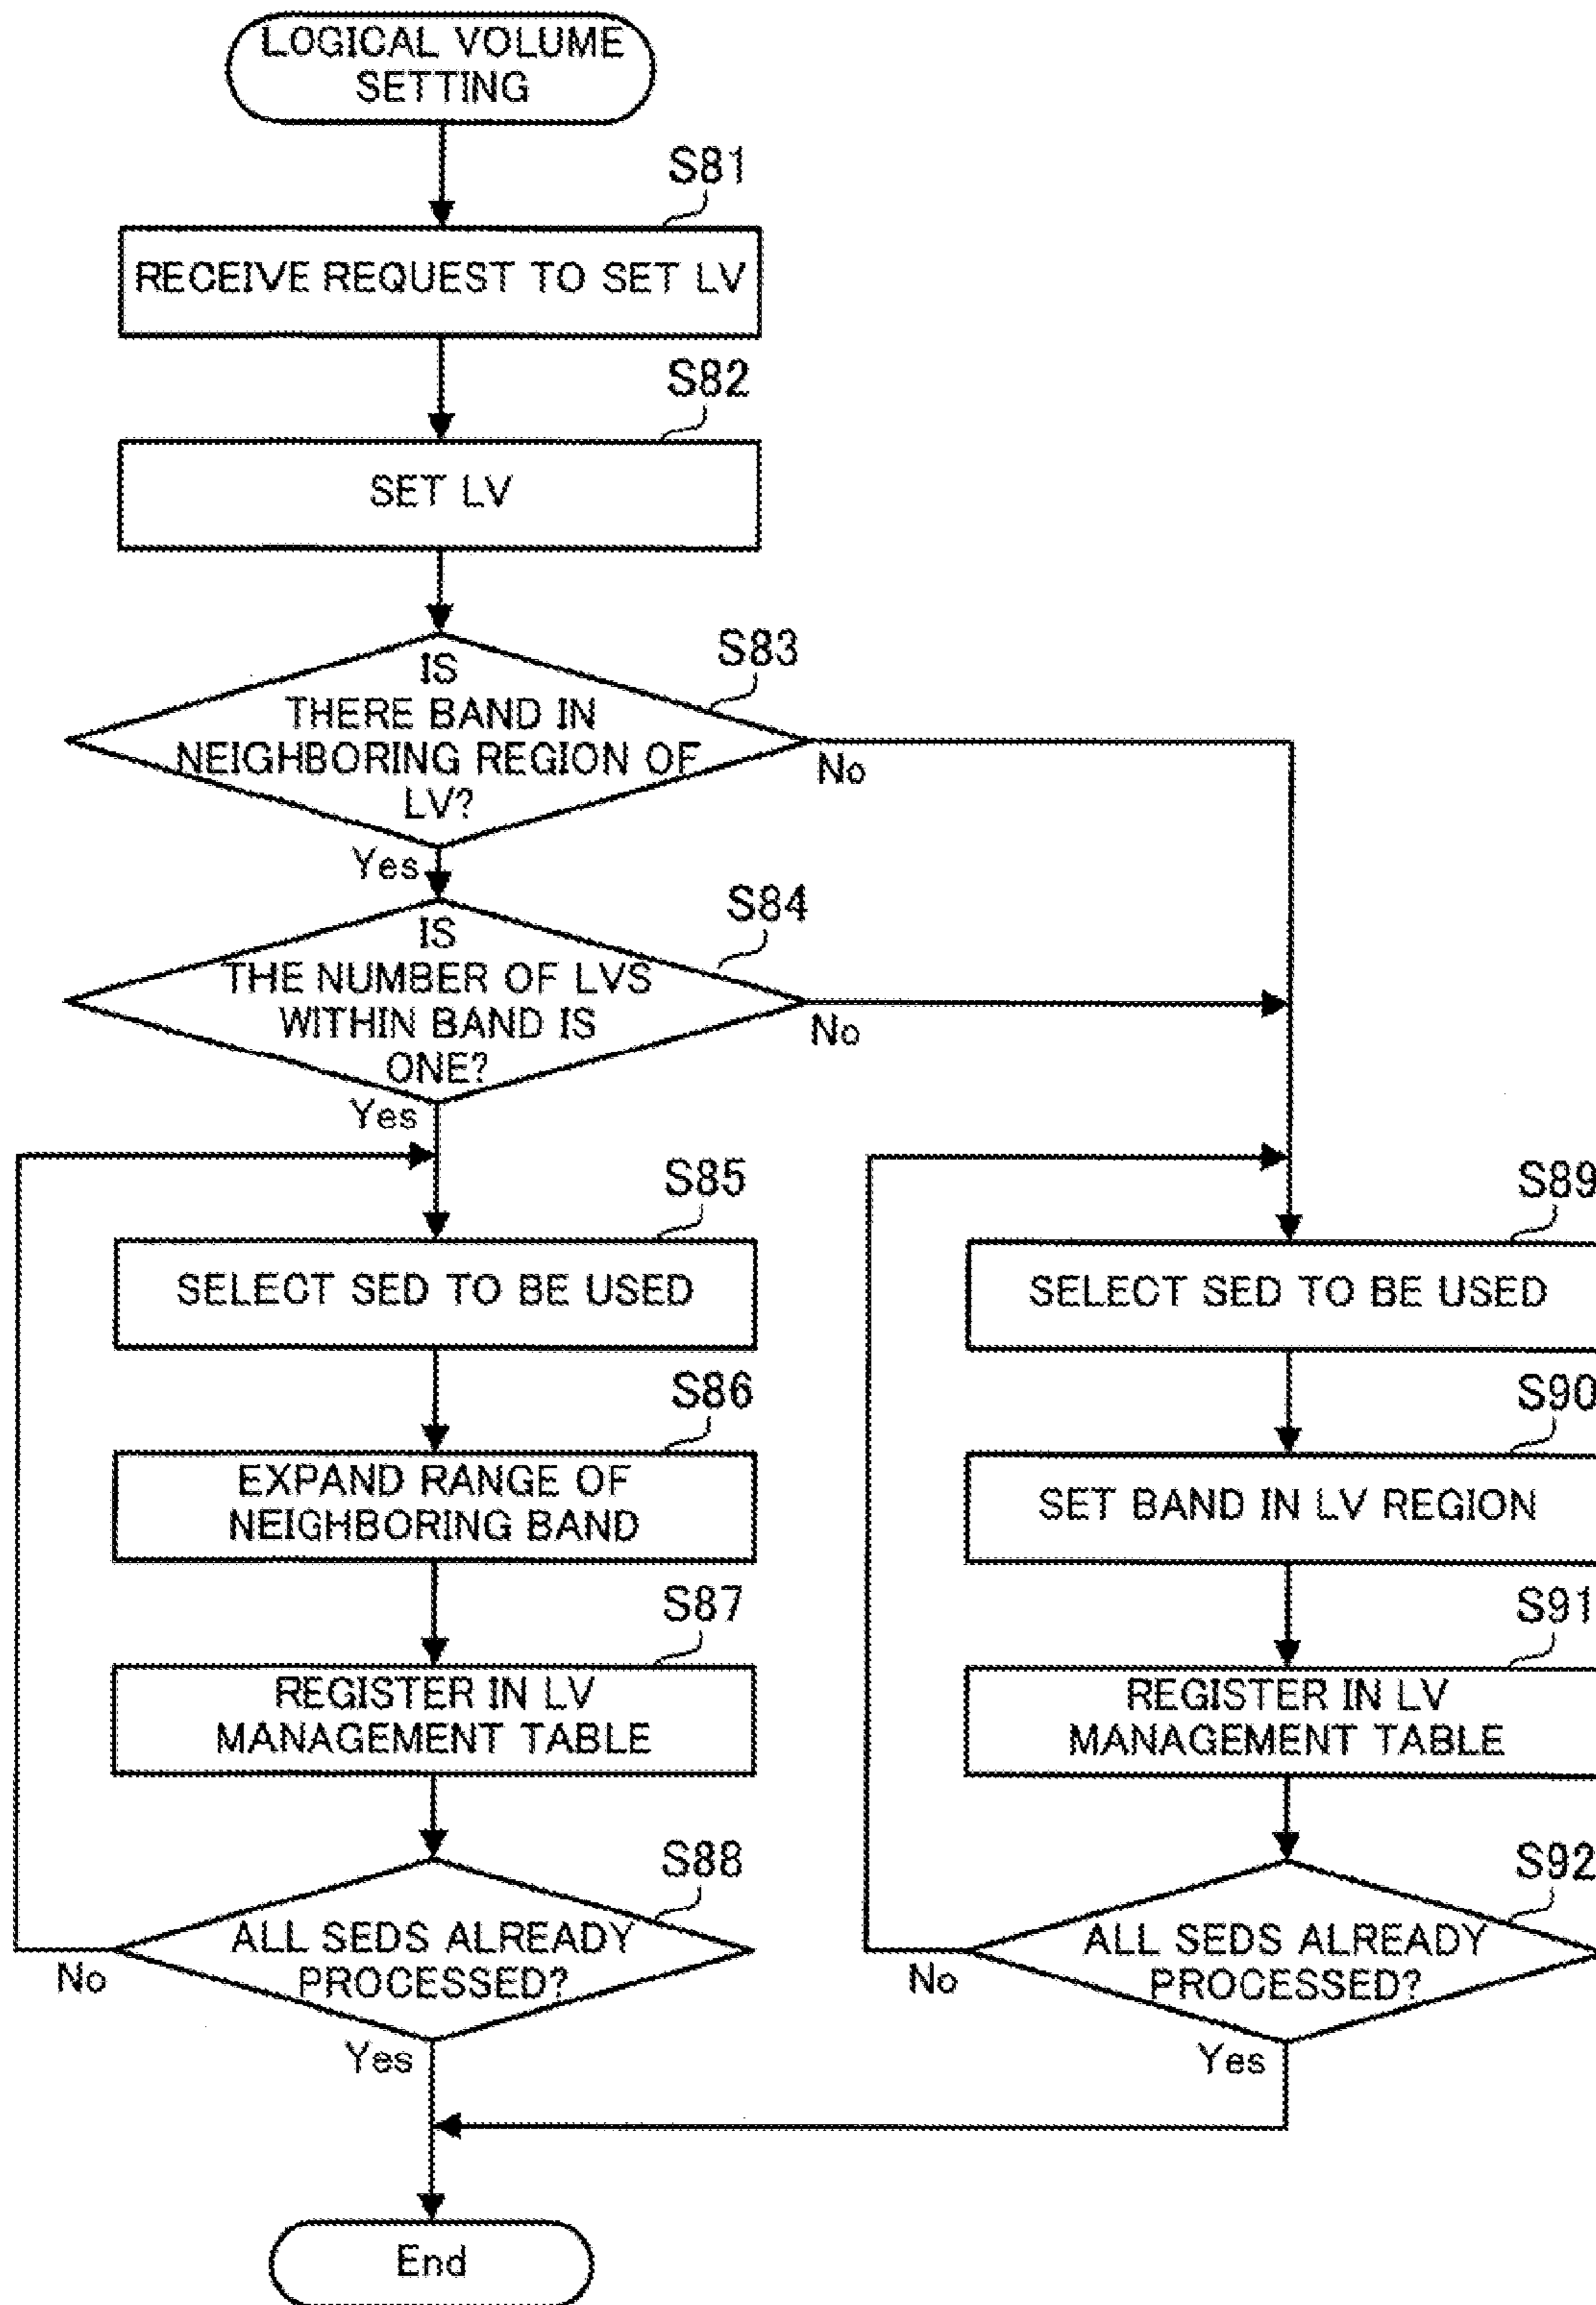 LOGICAL VOLUME
SETTING
S81
RECEIVE REQUEST TO SET LV
S82
SET LV
S83
IS
THERE BAND IN
NEIGHBORING REGION OF
LV?
No
Yes
S84
IS
THE NUMBER OF LVS
WITHIN BAND IS
ONE?
No
Yes
S85
SELECT SED TO BE USED
S86
EXPAND RANGE OF
NEIGHBORING BAND
S87
REGISTER IN LV
MANAGEMENT TABLE
S88
ALL SEDS ALREADY
PROCESSED?
No
Yes
S89
SELECT SED TO BE USED
S90
SET BAND IN LV REGION
S91
REGISTER IN LV
MANAGEMENT TABLE
S92
ALL SEDS ALREADY
PROCESSED?
No
Yes
End